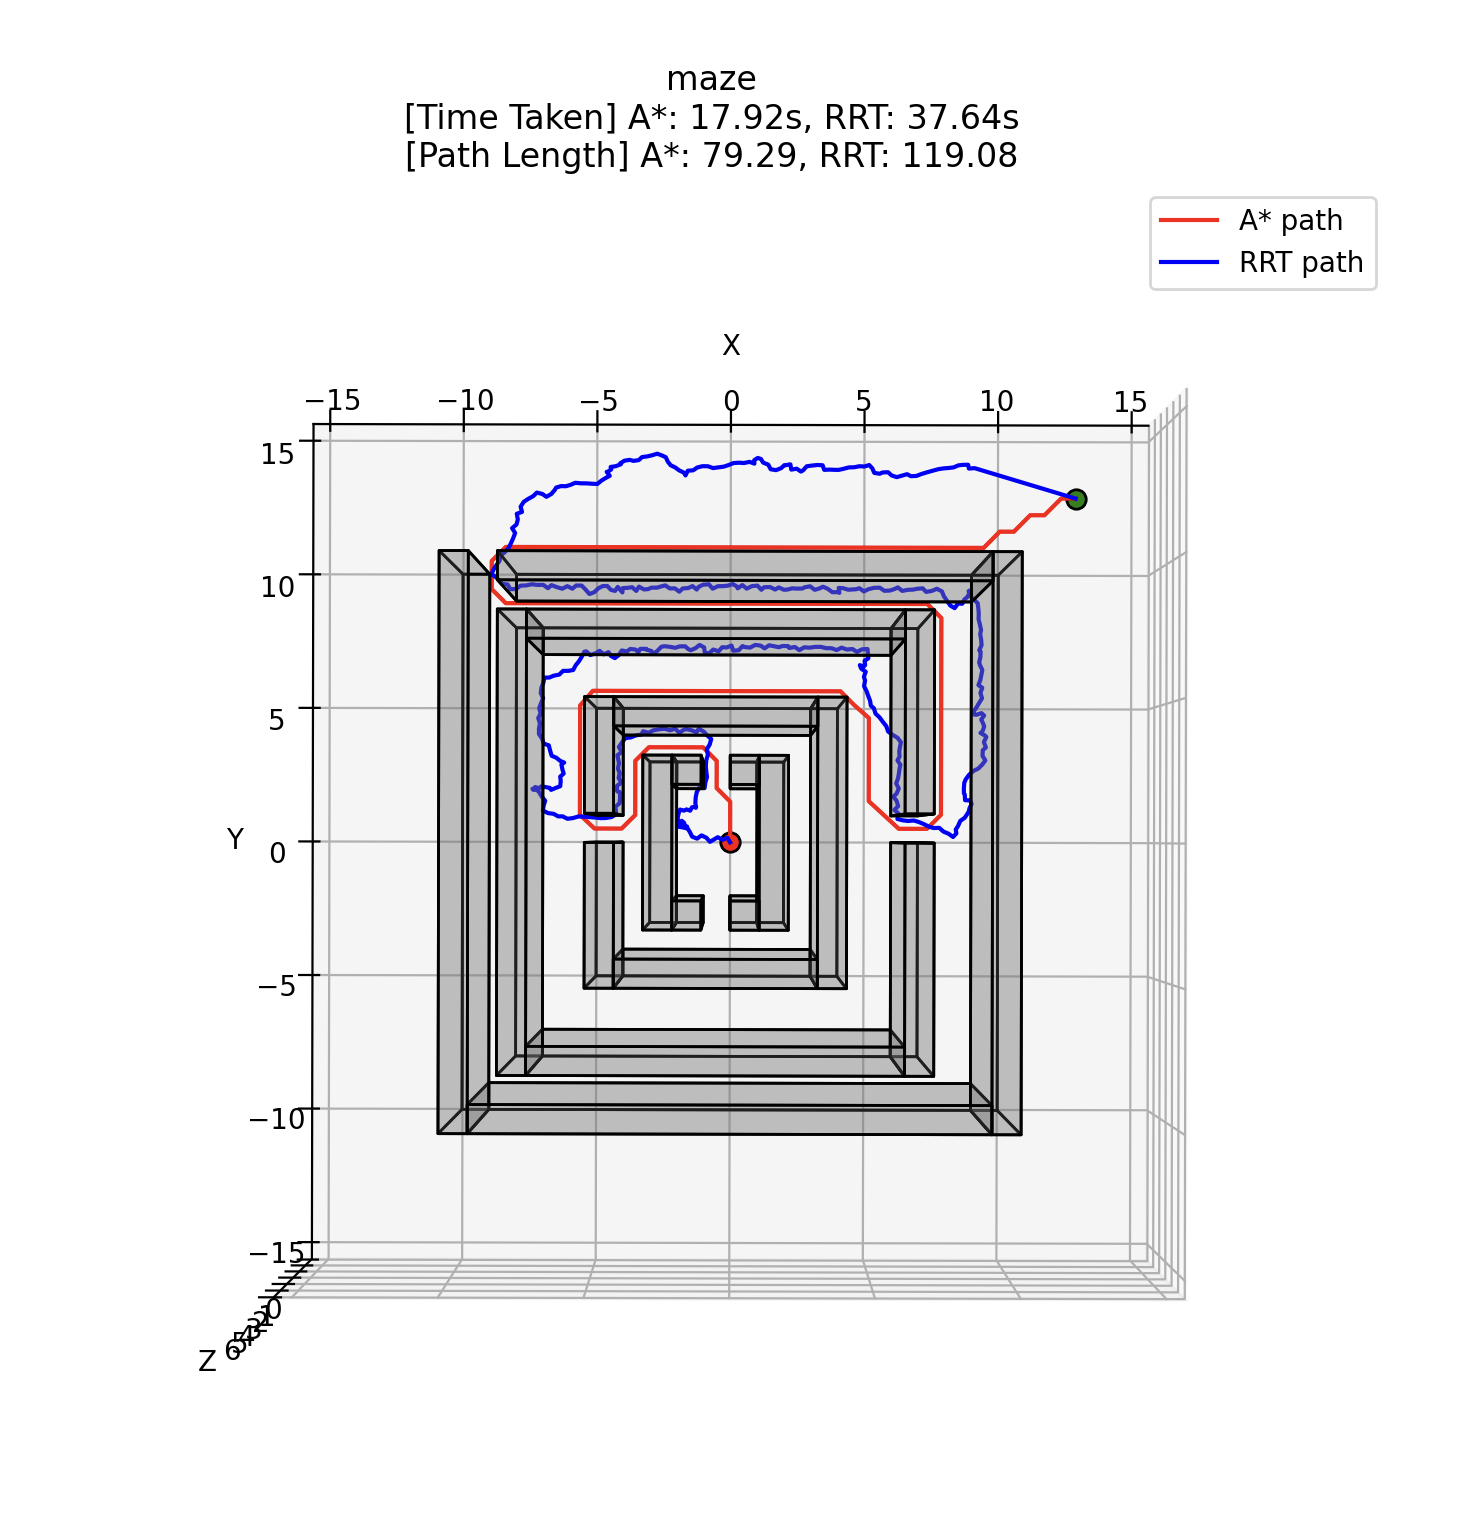 maze
[Time Taken] A*: 17.92s, RRT: 37.64s
[Path Length] A*: 79.29, RRT: 119.08
A* path
RRT path
X
−15 −10 −5 0 5 10 15
15
10
5
Y 0
−5
−10
−15
0
1
2
3
4
5
6
Z